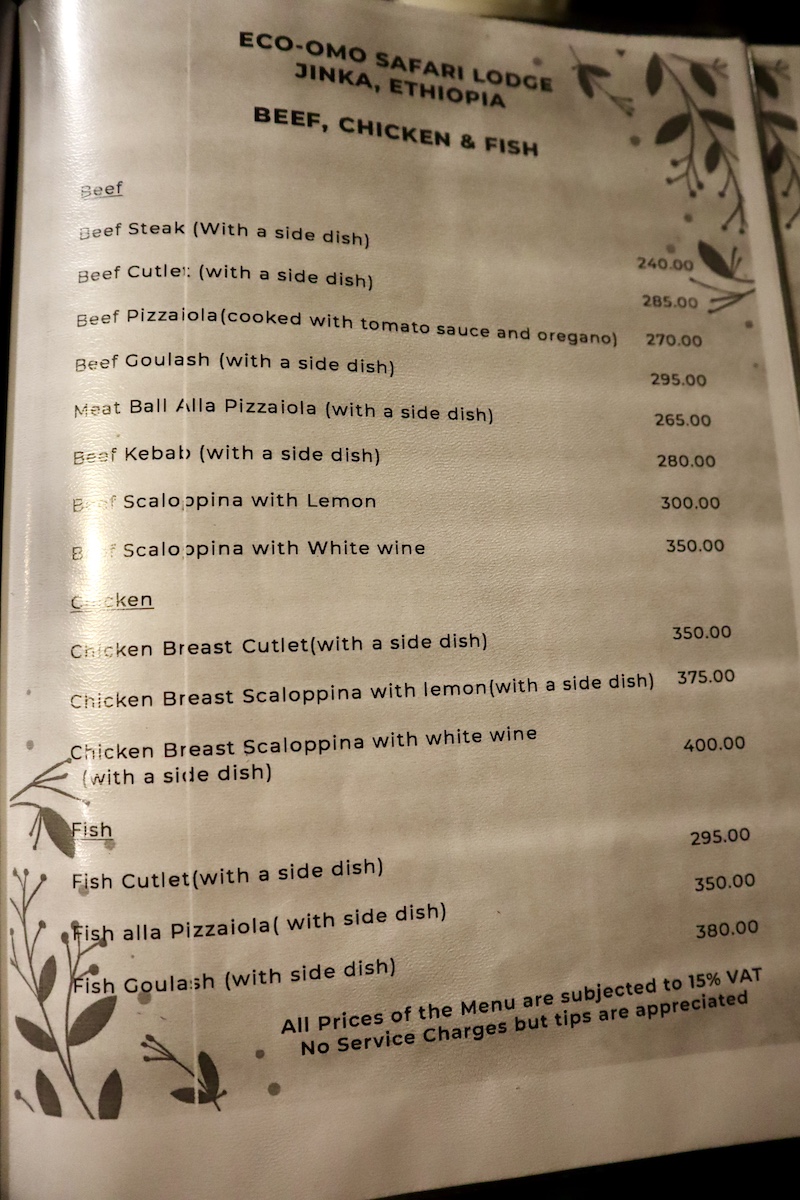 ECO-OMO SAFARI LODGE
JINKA, ETHIOPIA
BEEF, CHICKEN & FISH
Beef
Beef Steak (With a side dish) 240.00
Beef Cutlet (with a side dish) 285.00
Beef Pizzaiola(cooked with tomato sauce and oregano) 270.00
Beef Goulash (with a side dish) 295.00
Meat Ball Alla Pizzaiola (with a side dish) 265.00
Beef Kebab (with a side dish) 280.00
Beef Scaloppina with Lemon 300.00
Beef Scaloppina with White wine 350.00
Chicken
Chicken Breast Cutlet(with a side dish) 350.00
Chicken Breast Scaloppina with lemon(with a side dish) 375.00
Chicken Breast Scaloppina with white wine 400.00
(with a side dish)
Fish
Fish Cutlet(with a side dish) 295.00
Fish alla Pizzaiola( with side dish) 350.00
Fish Goulash (with side dish) 380.00
All Prices of the Menu are subjected to 15% VAT
No Service Charges but tips are appreciated